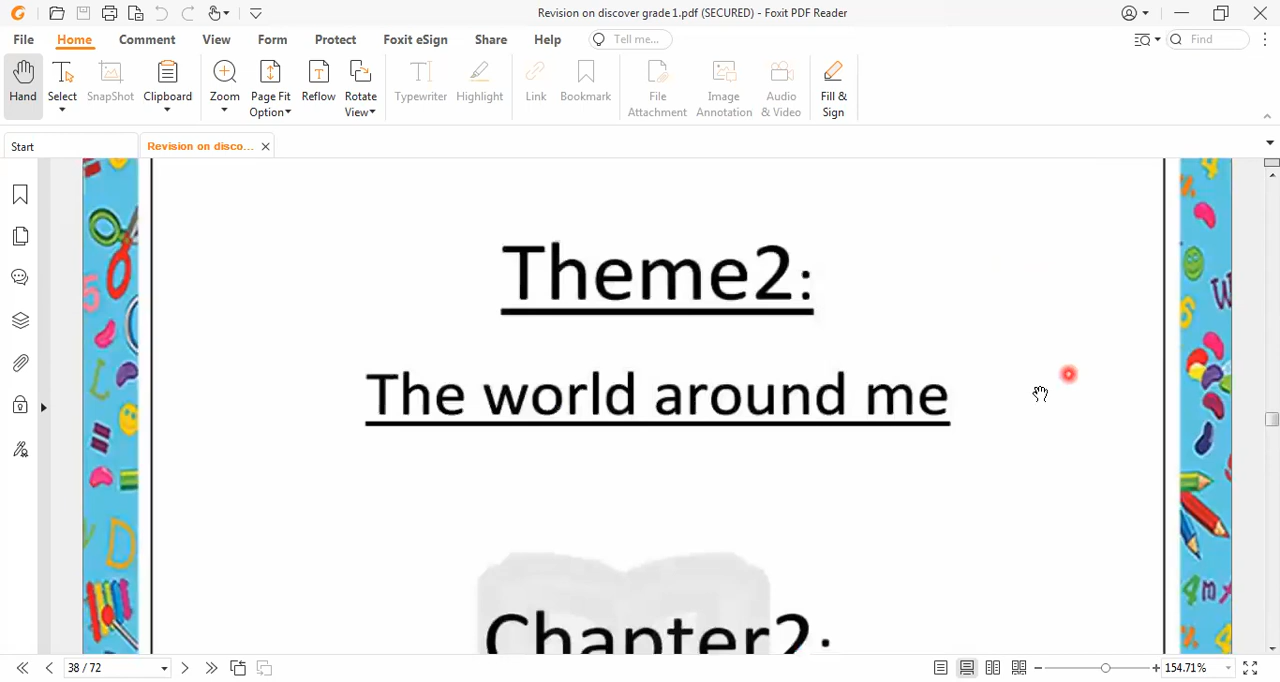 Revision on discover grade1.pdf (SECURED) - Foxit PDF Reader
File Home Comment View Form Protect Foxit eSign Share Help Tell me... Find
Hand Select SnapShot Clipboard Zoom Page Fit Option Reflow Rotate View Typewriter Highlight Link Bookmark File Attachment Image Annotation Audio & Video Fill & Sign
Start Revision on disco...
Theme2:
The world around me
Chapter2:
38 / 72 154.71%